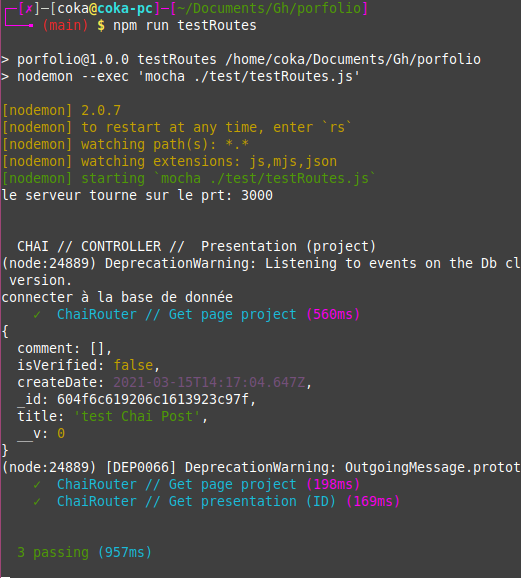 ┌─[✗]─[coka@coka-pc]─[~/Documents/Gh/porfolio]
└──╼ (main) $ npm run testRoutes
> porfolio@1.0.0 testRoutes /home/coka/Documents/Gh/porfolio
> nodemon --exec 'mocha ./test/testRoutes.js'
[nodemon] 2.0.7
[nodemon] to restart at any time, enter `rs`
[nodemon] watching path(s): *.*
[nodemon] watching extensions: js,mjs,json
[nodemon] starting `mocha ./test/testRoutes.js`
le serveur tourne sur le prt: 3000
CHAI // CONTROLLER //  Presentation (project)
(node:24889) DeprecationWarning: Listening to events on the Db cl
version.
connecter à la base de donnée
✓ ChaiRouter // Get page project (560ms)
{
comment: [],
isVerified: false,
createDate: 2021-03-15T14:17:04.647Z,
_id: 604f6c619206c1613923c97f,
title: 'test Chai Post',
__v: 0
}
(node:24889) [DEP0066] DeprecationWarning: OutgoingMessage.protot
✓ ChaiRouter // Get page project (198ms)
✓ ChaiRouter // Get presentation (ID) (169ms)
3 passing (957ms)